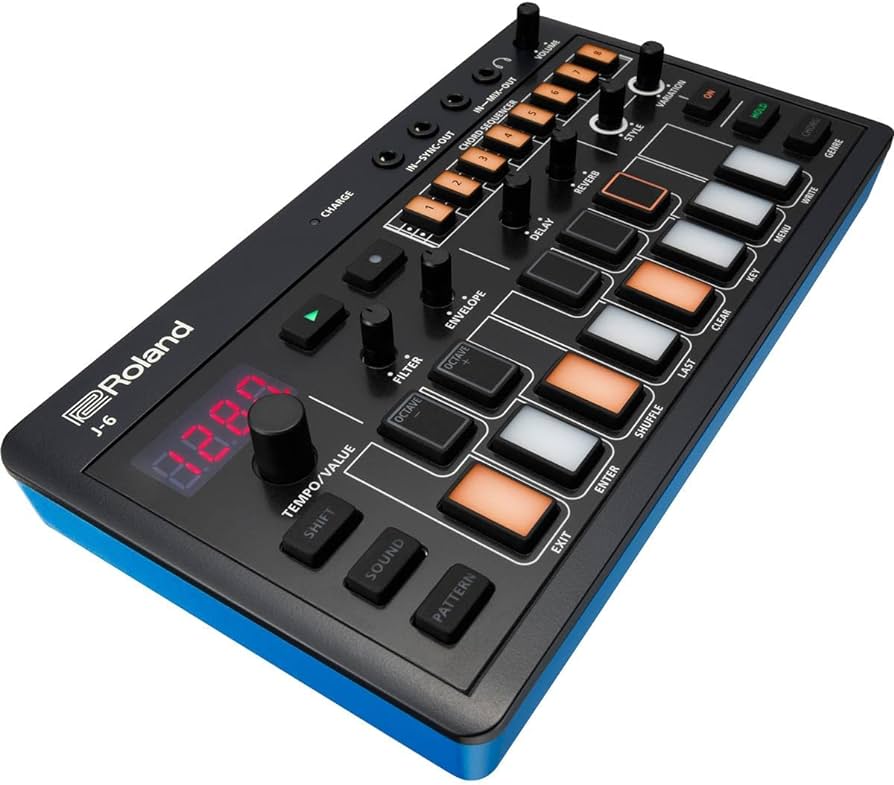 Roland
J-6
128.0
TEMPO/VALUE
SHIFT
SOUND
PATTERN
CHARGE
IN—SYNC—OUT
IN—MIX—OUT
VOLUME
CHORD SEQUENCER
1
2
3
4
5
6
7
8
FILTER
ENVELOPE
DELAY
REVERB
STYLE
VARIATION
ON
HOLD
CHORD
GENRE
OCTAVE
−
OCTAVE
+
EXIT
ENTER
SHUFFLE
LAST
CLEAR
KEY
MENU
WRITE